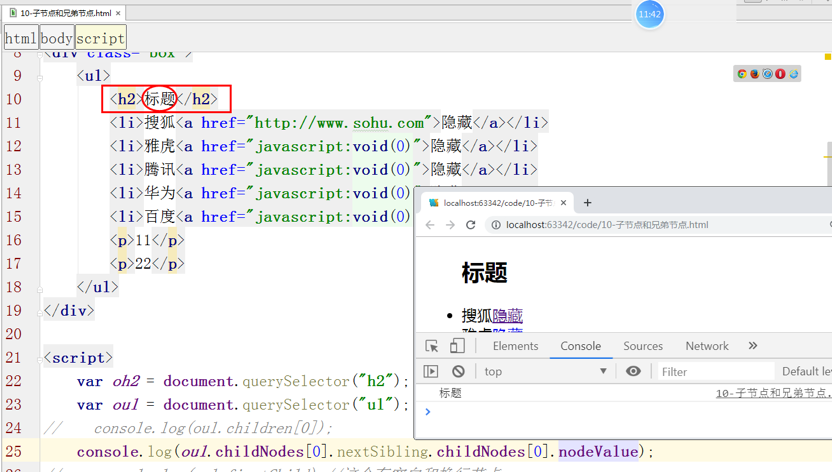 10-子节点和兄弟节点.html ×
11:42
html body script
8 <div class="box">
9 <ul>
10 <h2>标题</h2>
11 <li>搜狐<a href="http://www.sohu.com">隐藏</a></li>
12 <li>雅虎<a href="javascript:void(0)">隐藏</a></li>
13 <li>腾讯<a href="javascript:void(0)">隐藏</a></li>
14 <li>华为<a href="javascript:void(0)"
15 <li>百度<a href="javascript:void(0)
16 <p>11</p>
17 <p>22</p>
18 </ul>
19 </div>
20
21 <script>
22 var oh2 = document.querySelector("h2");
23 var oul = document.querySelector("ul");
// console.log(oul.children[0]);
25 console.log(oul.childNodes[0].nextSibling.childNodes[0].nodeValue);
localhost:63342/code/10-子节点和 ×
+
localhost:63342/code/10-子节点和兄弟节点.html
标题
• 搜狐隐藏
Elements Console Sources Network »
top ▼ Filter Default le
标题 10-子节点和兄弟节点.
>